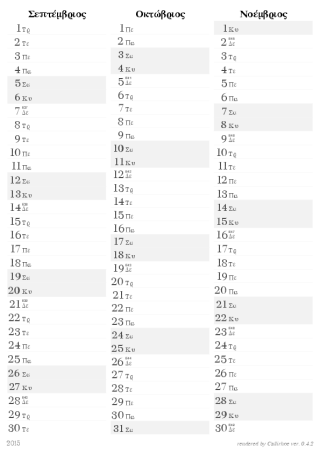 Σεπτέμβριος
1 Τρ
2 Τε
3 Πε
4 Πα
5 Σα
6 Κυ
7 Δε
8 Τρ
9 Τε
10 Πε
11 Πα
12 Σα
13 Κυ
14 Δε
15 Τρ
16 Τε
17 Πε
18 Πα
19 Σα
20 Κυ
21 Δε
22 Τρ
23 Τε
24 Πε
25 Πα
26 Σα
27 Κυ
28 Δε
29 Τρ
30 Τε
Οκτώβριος
1 Πε
2 Πα
3 Σα
4 Κυ
5 Δε
6 Τρ
7 Τε
8 Πε
9 Πα
10 Σα
11 Κυ
12 Δε
13 Τρ
14 Τε
15 Πε
16 Πα
17 Σα
18 Κυ
19 Δε
20 Τρ
21 Τε
22 Πε
23 Πα
24 Σα
25 Κυ
26 Δε
27 Τρ
28 Τε
29 Πε
30 Πα
31 Σα
Νοέμβριος
1 Κυ
2 Δε
3 Τρ
4 Τε
5 Πε
6 Πα
7 Σα
8 Κυ
9 Δε
10 Τρ
11 Τε
12 Πε
13 Πα
14 Σα
15 Κυ
16 Δε
17 Τρ
18 Τε
19 Πε
20 Πα
21 Σα
22 Κυ
23 Δε
24 Τρ
25 Τε
26 Πε
27 Πα
28 Σα
29 Κυ
30 Δε
2015
rendered by ver.